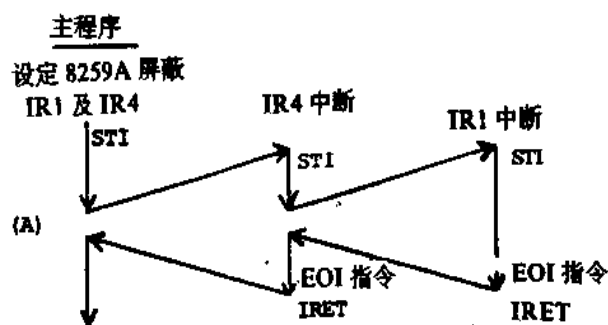 主程序
设定 8259A 屏蔽
IR1 及 IR4
STI
IR4 中断
STI
IR1 中断
STI
(A)
EOI 指令
IRET
EOI 指令
IRET